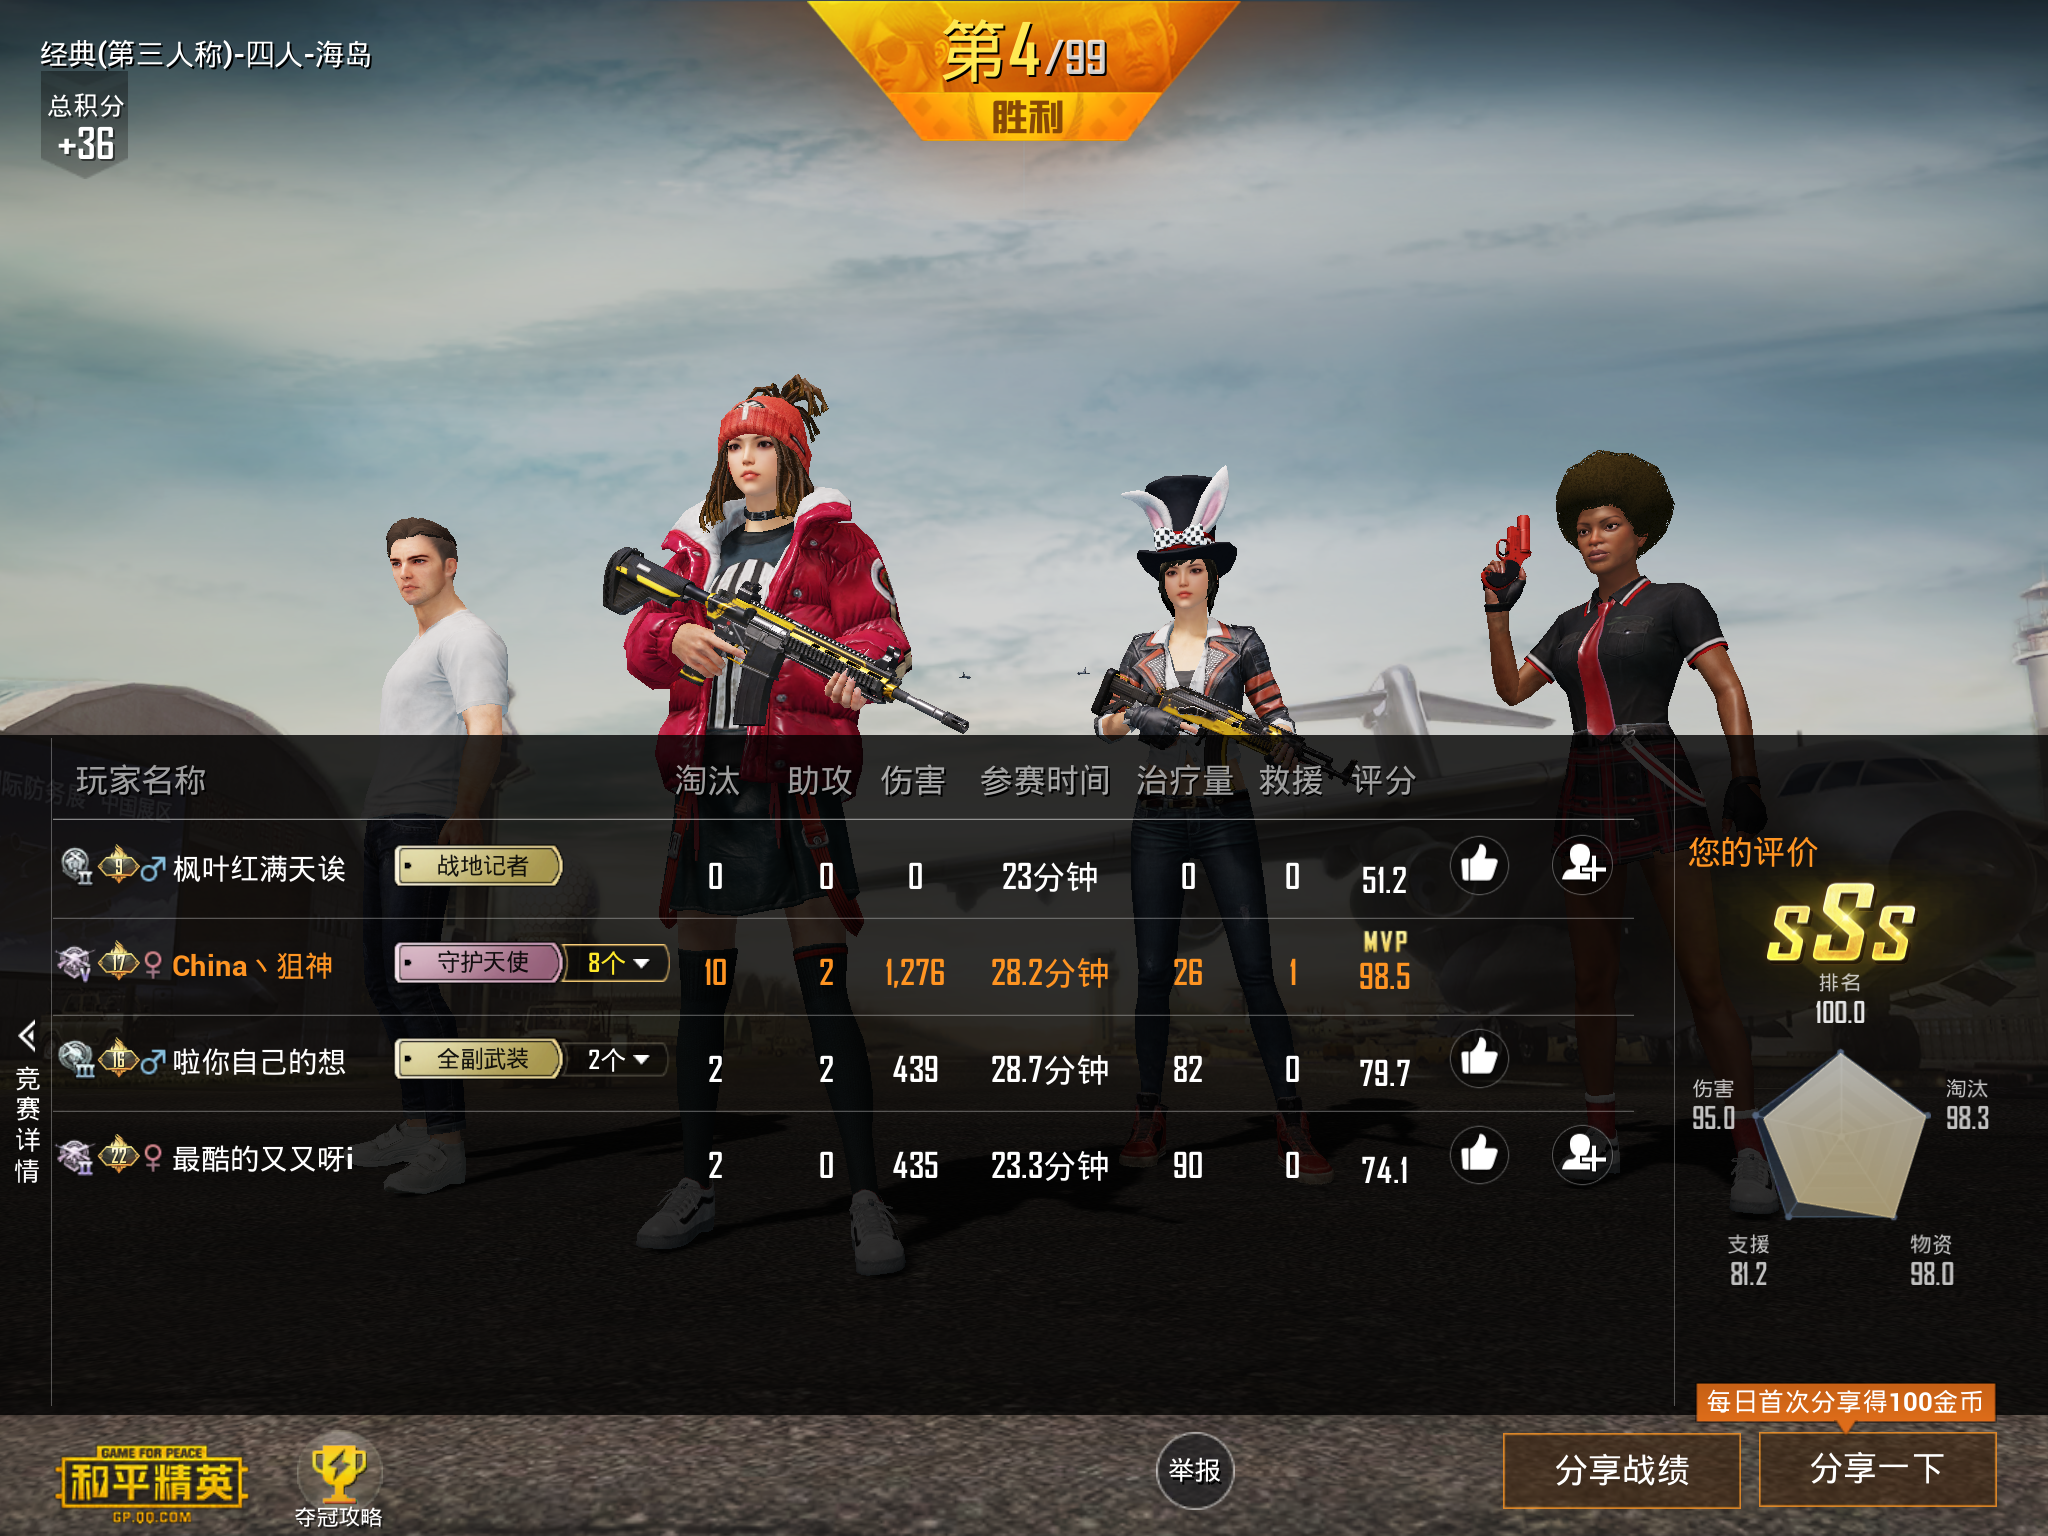 经典(第三人称)-四人-海岛
总积分
+36
第4/99
胜利
玩家名称 淘汰 助攻 伤害 参赛时间 治疗量 救援 评分
II 9 枫叶红满天诶 战地记者 0 0 0 23分钟 0 0 51.2
V 17 China丶狙神 守护天使 8个 10 2 1,276 28.2分钟 26 1 MVP 98.5
III 16 啦你自己的想 全副武装 2个 2 2 439 28.7分钟 82 0 79.7
II 22 最酷的又又呀i 2 0 435 23.3分钟 90 0 74.1
竞赛详情
您的评价
sSs
排名
100.0
伤害
95.0
淘汰
98.3
支援
81.2
物资
98.0
每日首次分享得100金币
GAME FOR PEACE
和平精英
GP.QQ.COM
夺冠攻略
举报
分享战绩
分享一下